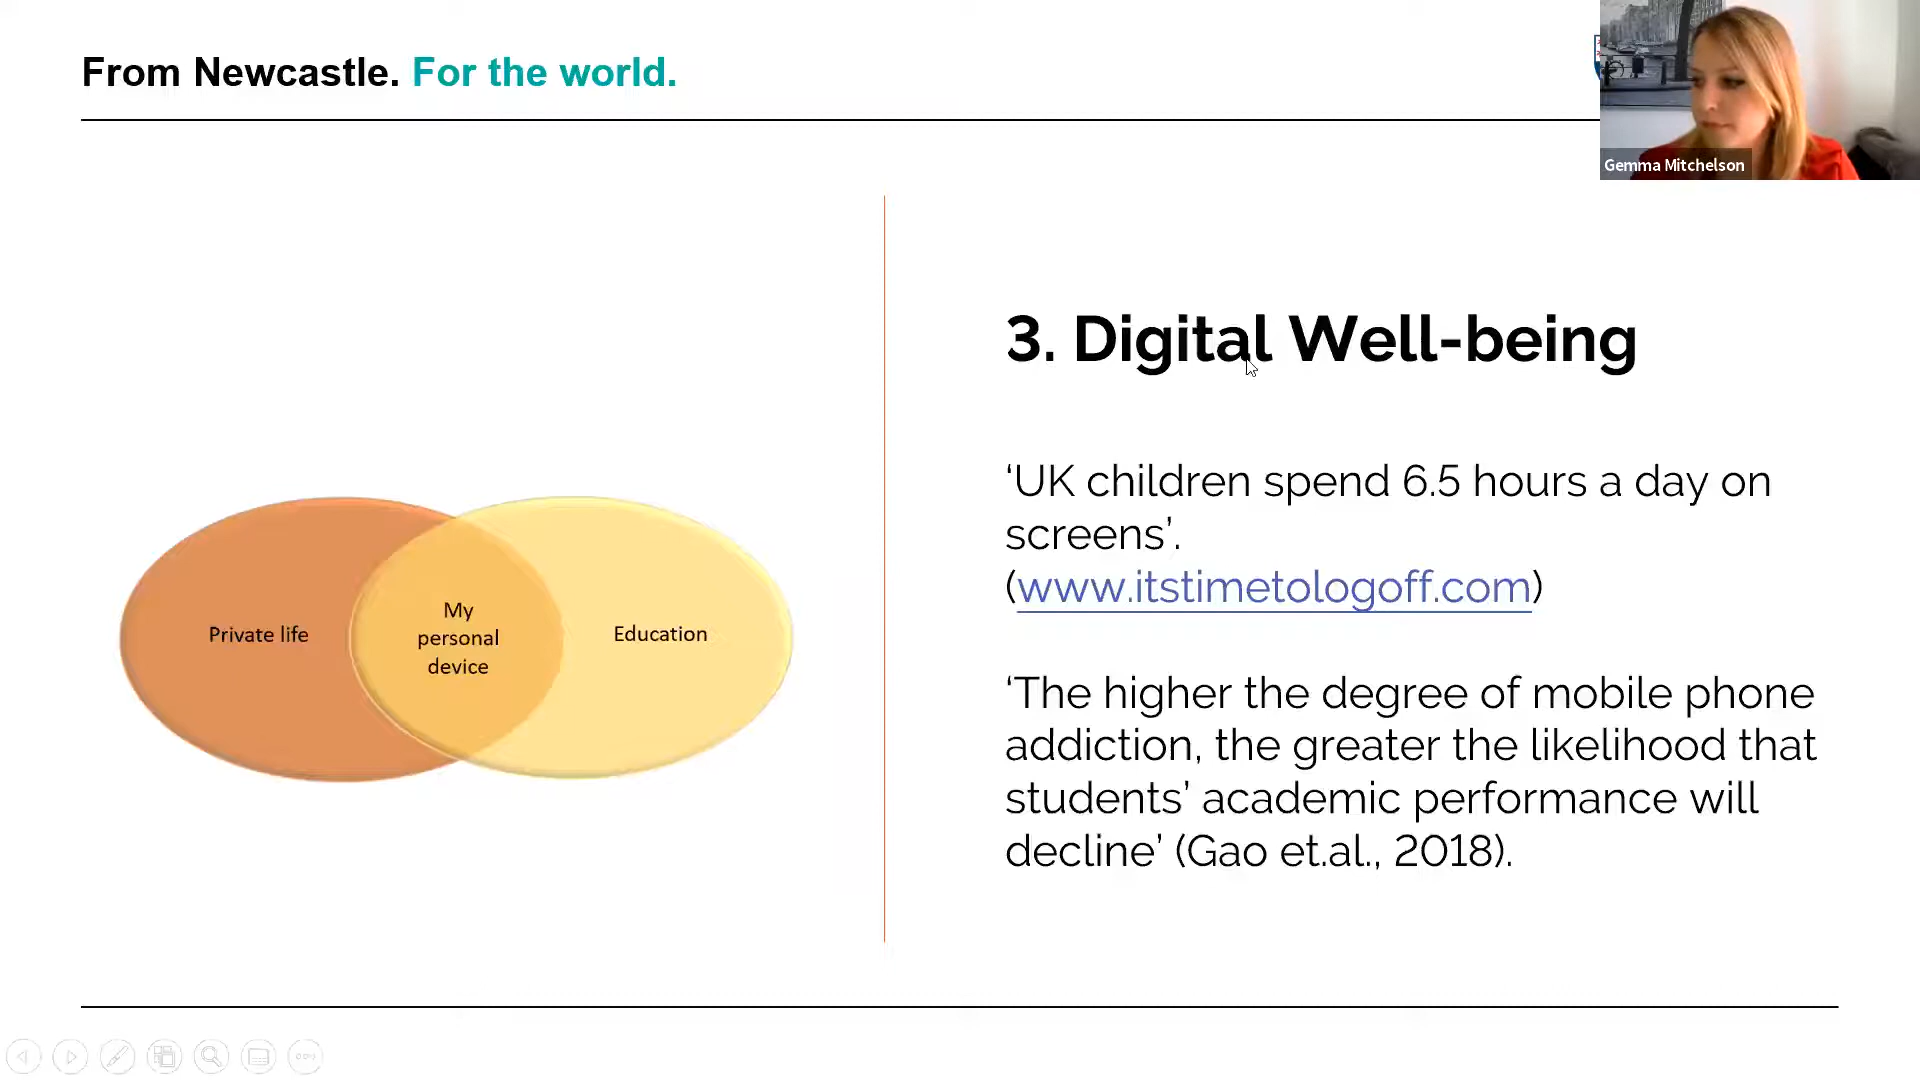 From Newcastle. For the world.
Gemma Mitchelson
3. Digital Well-being
‘UK children spend 6.5 hours a day on
screens’.
(www.itstimetologoff.com)
‘The higher the degree of mobile phone
addiction, the greater the likelihood that
students’ academic performance will
decline’ (Gao et.al., 2018).
Private life
My
personal
device
Education